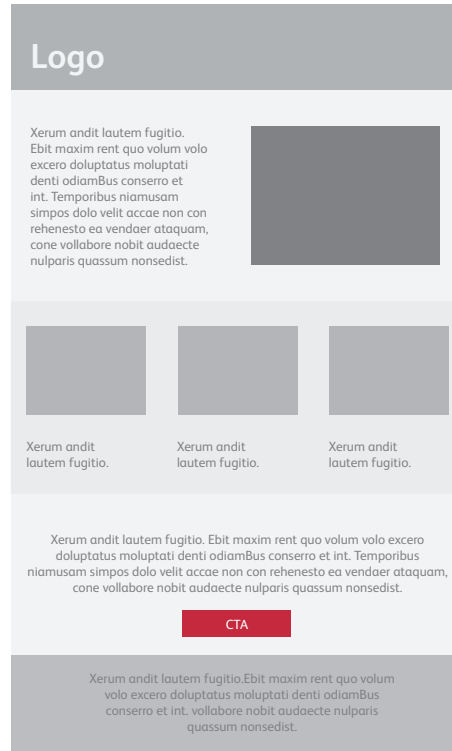 Logo
Xerum andit lautem fugitio.
Ebit maxim rent quo volum volo
excero doluptatus moluptati
denti odiamBus conserro et
int. Temporibus niamusam
simpos dolo velit accae non con
rehenesto ea vendaer ataquam,
cone vollabore nobit audaecte
nulparis quassum nonsedist.
Xerum andit
lautem fugitio.
Xerum andit
lautem fugitio.
Xerum andit
lautem fugitio.
Xerum andit lautem fugitio. Ebit maxim rent quo volum volo excero
doluptatus moluptati denti odiamBus conserro et int. Temporibus
niamusam simpos dolo velit accae non con rehenesto ea vendaer ataquam,
cone vollabore nobit audaecte nulparis quassum nonsedist.
CTA
Xerum andit lautem fugitio.Ebit maxim rent quo volum
volo excero doluptatus moluptati denti odiamBus
conserro et int. vollabore nobit audaecte nulparis
quassum nonsedist.